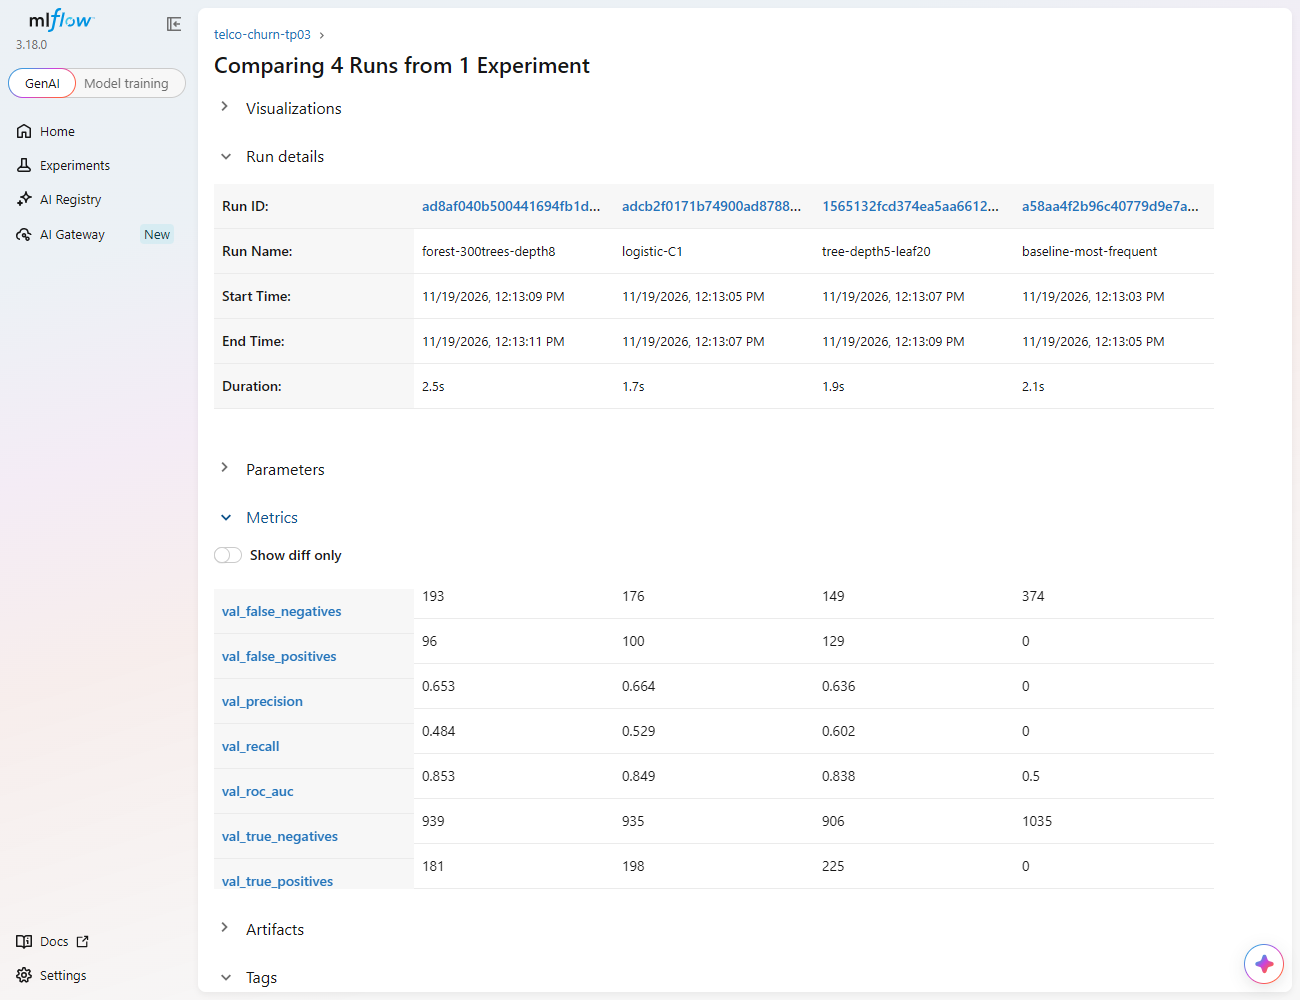 mlflow
3.18.0
GenAI Model training
Home
Experiments
AI Registry
AI Gateway New
Docs
Settings
telco-churn-tp03
Comparing 4 Runs from 1 Experiment
Visualizations
Run details
Run ID: ad8af040b500441694fb1d... adcb2f0171b74900ad8788... 1565132fcd374ea5aa6612... a58aa4f2b96c40779d9e7a...
Run Name: forest-300trees-depth8 logistic-C1 tree-depth5-leaf20 baseline-most-frequent
Start Time: 11/19/2026, 12:13:09 PM 11/19/2026, 12:13:05 PM 11/19/2026, 12:13:07 PM 11/19/2026, 12:13:03 PM
End Time: 11/19/2026, 12:13:11 PM 11/19/2026, 12:13:07 PM 11/19/2026, 12:13:09 PM 11/19/2026, 12:13:05 PM
Duration: 2.5s 1.7s 1.9s 2.1s
Parameters
Metrics
Show diff only
val_false_negatives 193 176 149 374
val_false_positives 96 100 129 0
val_precision 0.653 0.664 0.636 0
val_recall 0.484 0.529 0.602 0
val_roc_auc 0.853 0.849 0.838 0.5
val_true_negatives 939 935 906 1035
val_true_positives 181 198 225 0
Artifacts
Tags